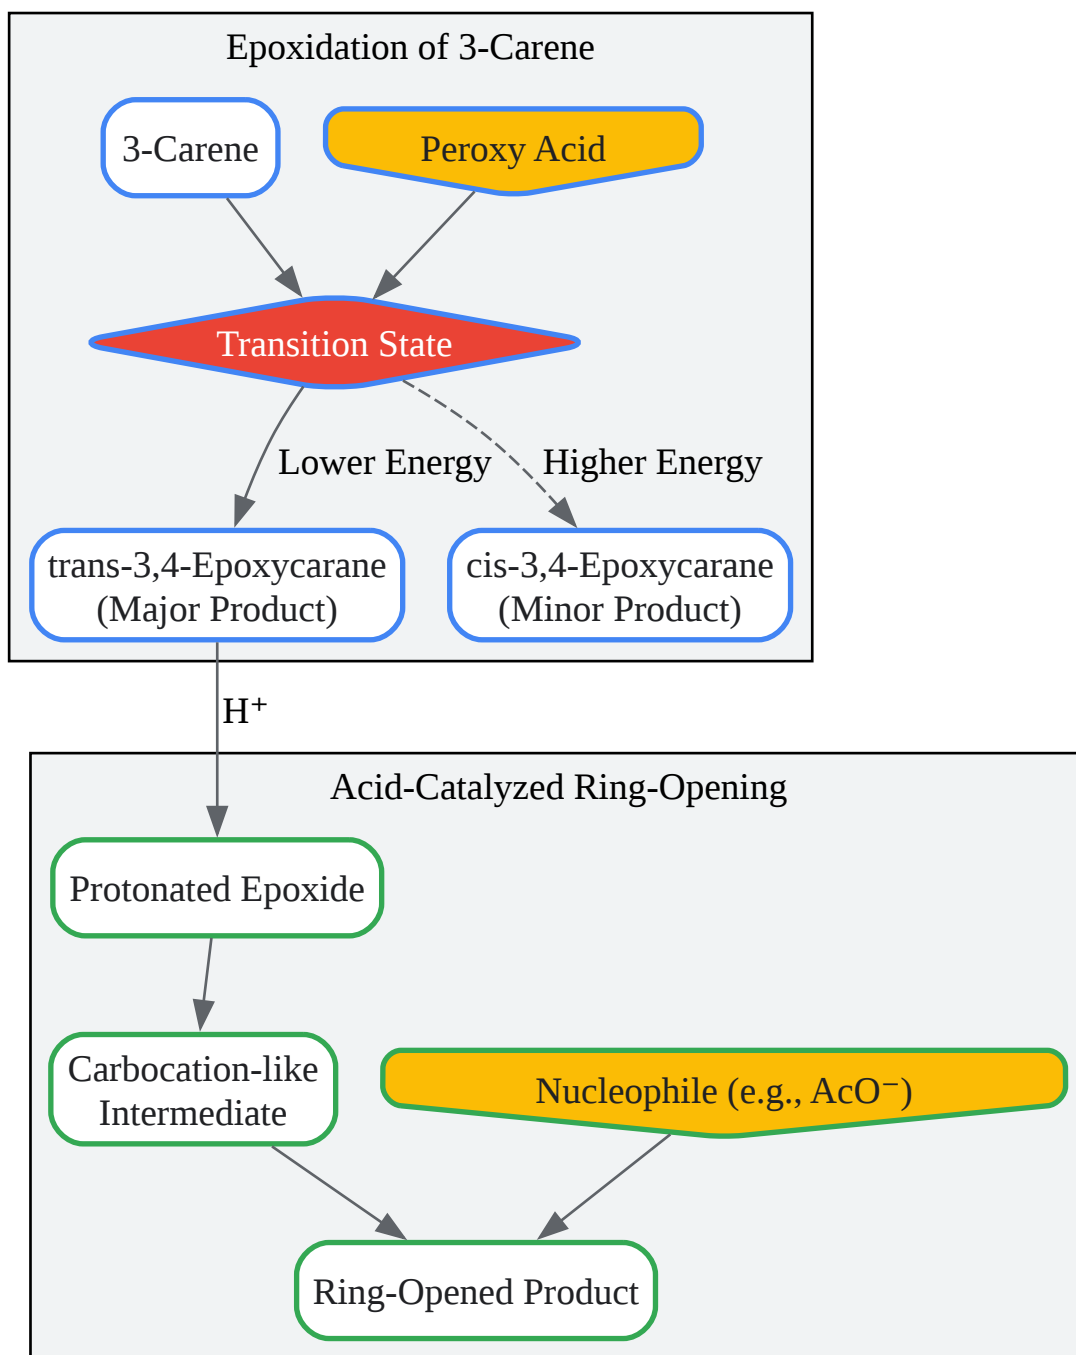 Epoxidation of 3-Carene
3-Carene
Peroxy Acid
Transition State
Lower Energy
Higher Energy
trans-3,4-Epoxycarane
(Major Product)
cis-3,4-Epoxycarane
(Minor Product)
H⁺
Acid-Catalyzed Ring-Opening
Protonated Epoxide
Carbocation-like
Intermediate
Nucleophile (e.g., AcO⁻)
Ring-Opened Product